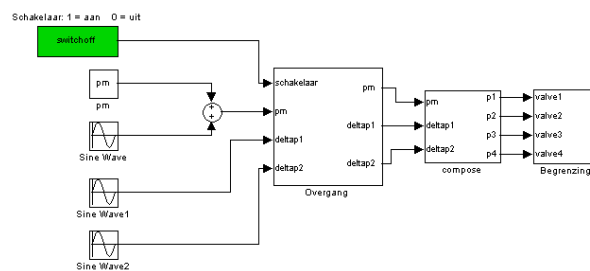 Schakelaar: 1 = aan   0 = uit
switchoff
pm
pm
+
+
Sine Wave
Sine Wave1
Sine Wave2
schakelaar
pm
deltap1
deltap2
pm
deltap1
deltap2
Overgang
pm
deltap1
deltap2
p1
p2
p3
p4
compose
valve1
valve2
valve3
valve4
Begrenzing